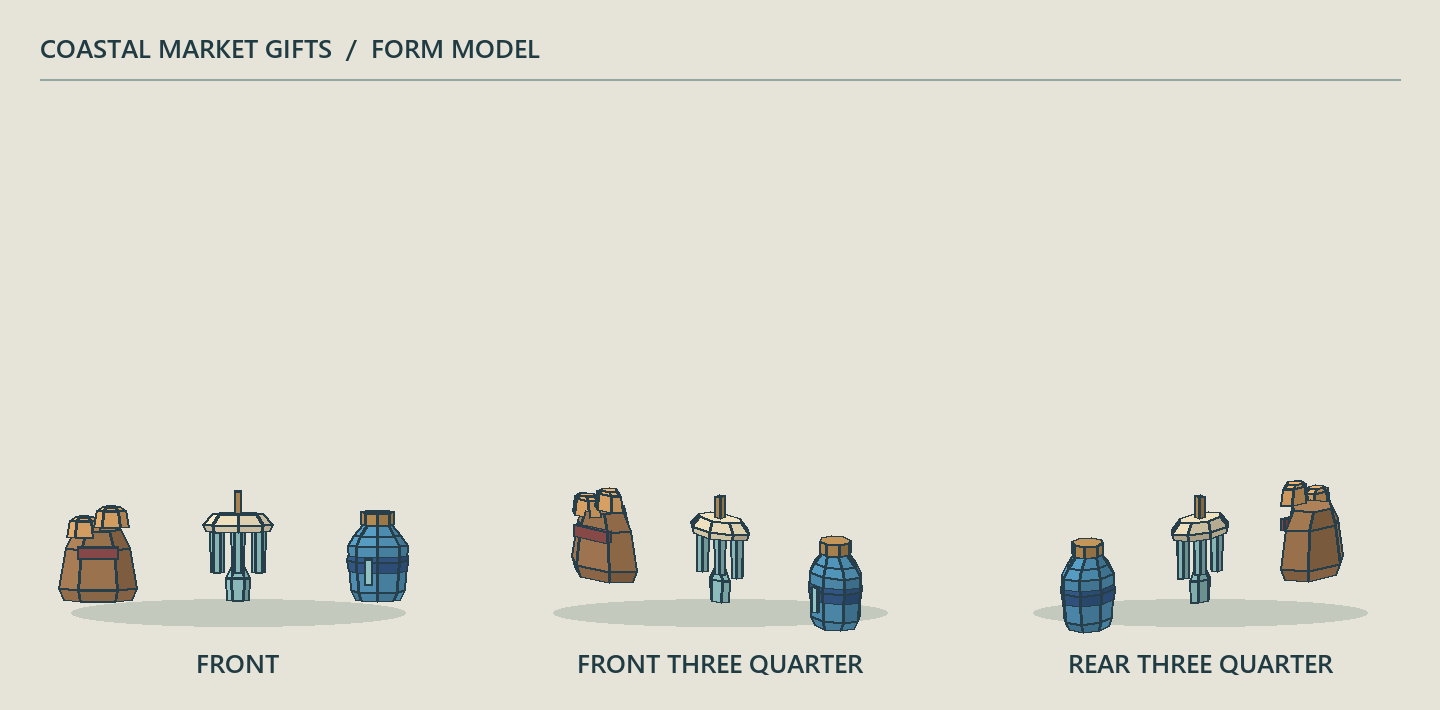 COASTAL MARKET GIFTS / FORM MODEL
FRONT
FRONT THREE QUARTER
REAR THREE QUARTER